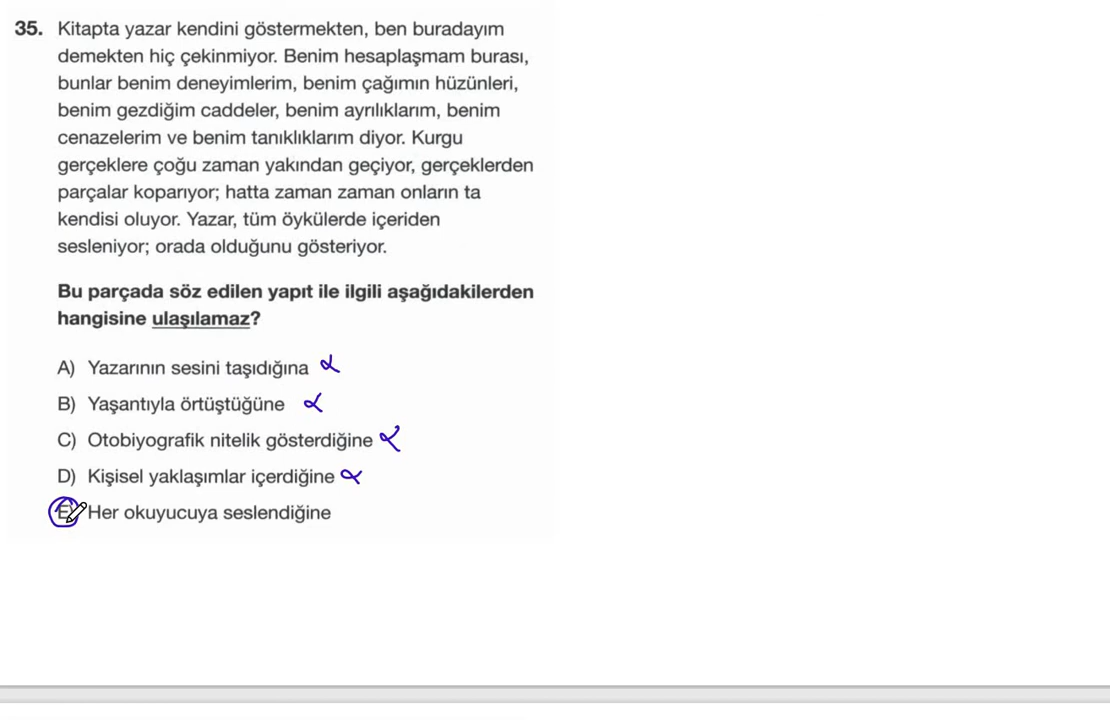 35. Kitapta yazar kendini göstermekten, ben buradayım
demekten hiç çekinmiyor. Benim hesaplaşmam burası,
bunlar benim deneyimlerim, benim çağımın hüzünleri,
benim gezdiğim caddeler, benim ayrılıklarım, benim
cenazelerim ve benim tanıklıklarım diyor. Kurgu
gerçeklere çoğu zaman yakından geçiyor, gerçeklerden
parçalar koparıyor; hatta zaman zaman onların ta
kendisi oluyor. Yazar, tüm öykülerde içeriden
sesleniyor; orada olduğunu gösteriyor.
Bu parçada söz edilen yapıt ile ilgili aşağıdakilerden
hangisine ulaşılamaz?
A) Yazarının sesini taşıdığına
B) Yaşantıyla örtüştüğüne
C) Otobiyografik nitelik gösterdiğine
D) Kişisel yaklaşımlar içerdiğine
E) Her okuyucuya seslendiğine